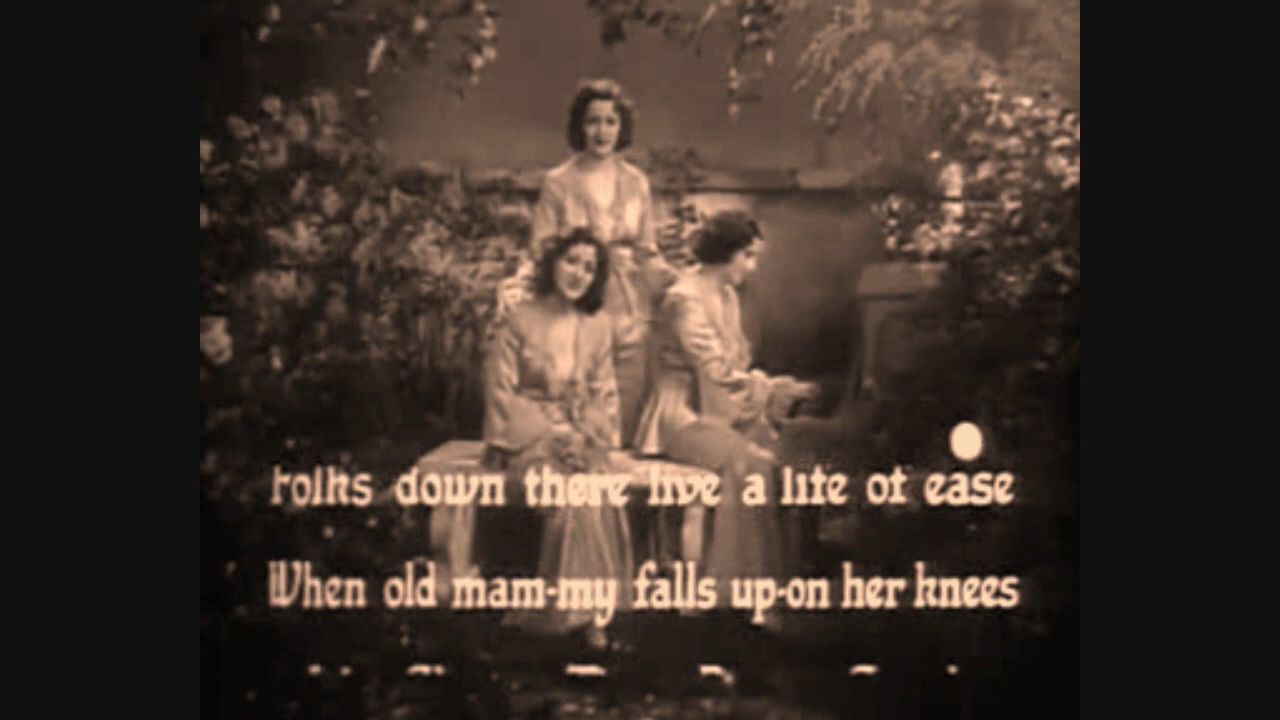 folks down there live a life of ease
When old mam-my falls up-on her knees